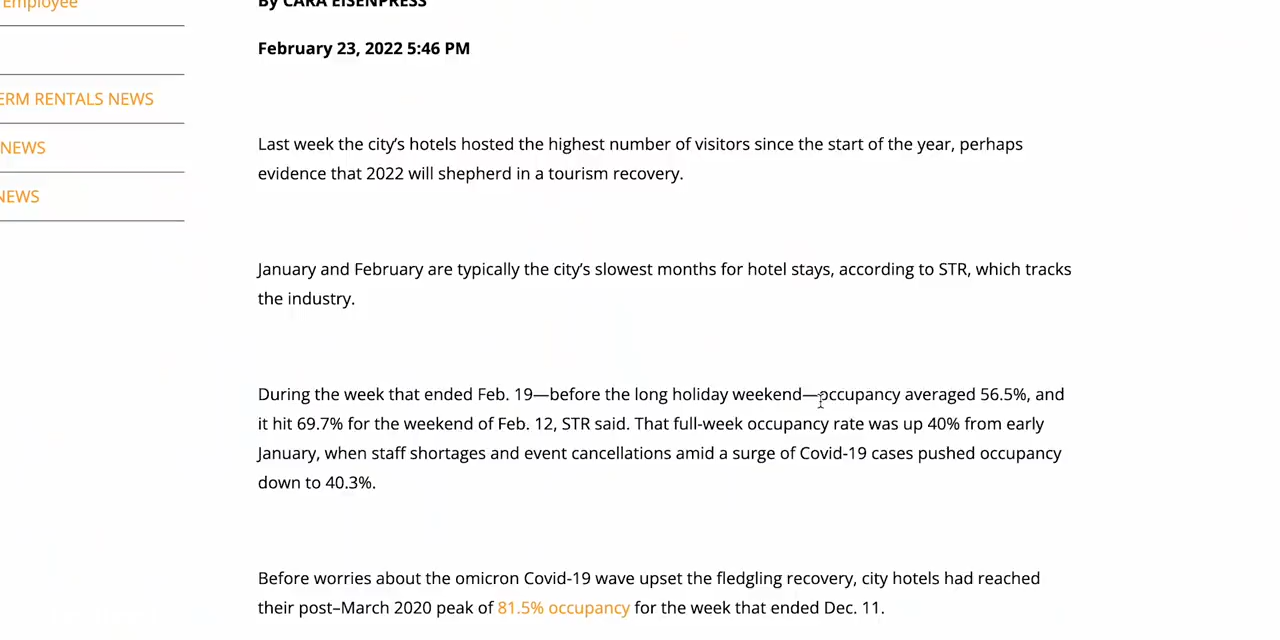 Employee
ERM RENTALS NEWS
NEWS
NEWS
By CARA EISENPRESS
February 23, 2022 5:46 PM
Last week the city’s hotels hosted the highest number of visitors since the start of the year, perhaps
evidence that 2022 will shepherd in a tourism recovery.
January and February are typically the city’s slowest months for hotel stays, according to STR, which tracks
the industry.
During the week that ended Feb. 19—before the long holiday weekend—occupancy averaged 56.5%, and
it hit 69.7% for the weekend of Feb. 12, STR said. That full-week occupancy rate was up 40% from early
January, when staff shortages and event cancellations amid a surge of Covid-19 cases pushed occupancy
down to 40.3%.
Before worries about the omicron Covid-19 wave upset the fledgling recovery, city hotels had reached
their post–March 2020 peak of 81.5% occupancy for the week that ended Dec. 11.